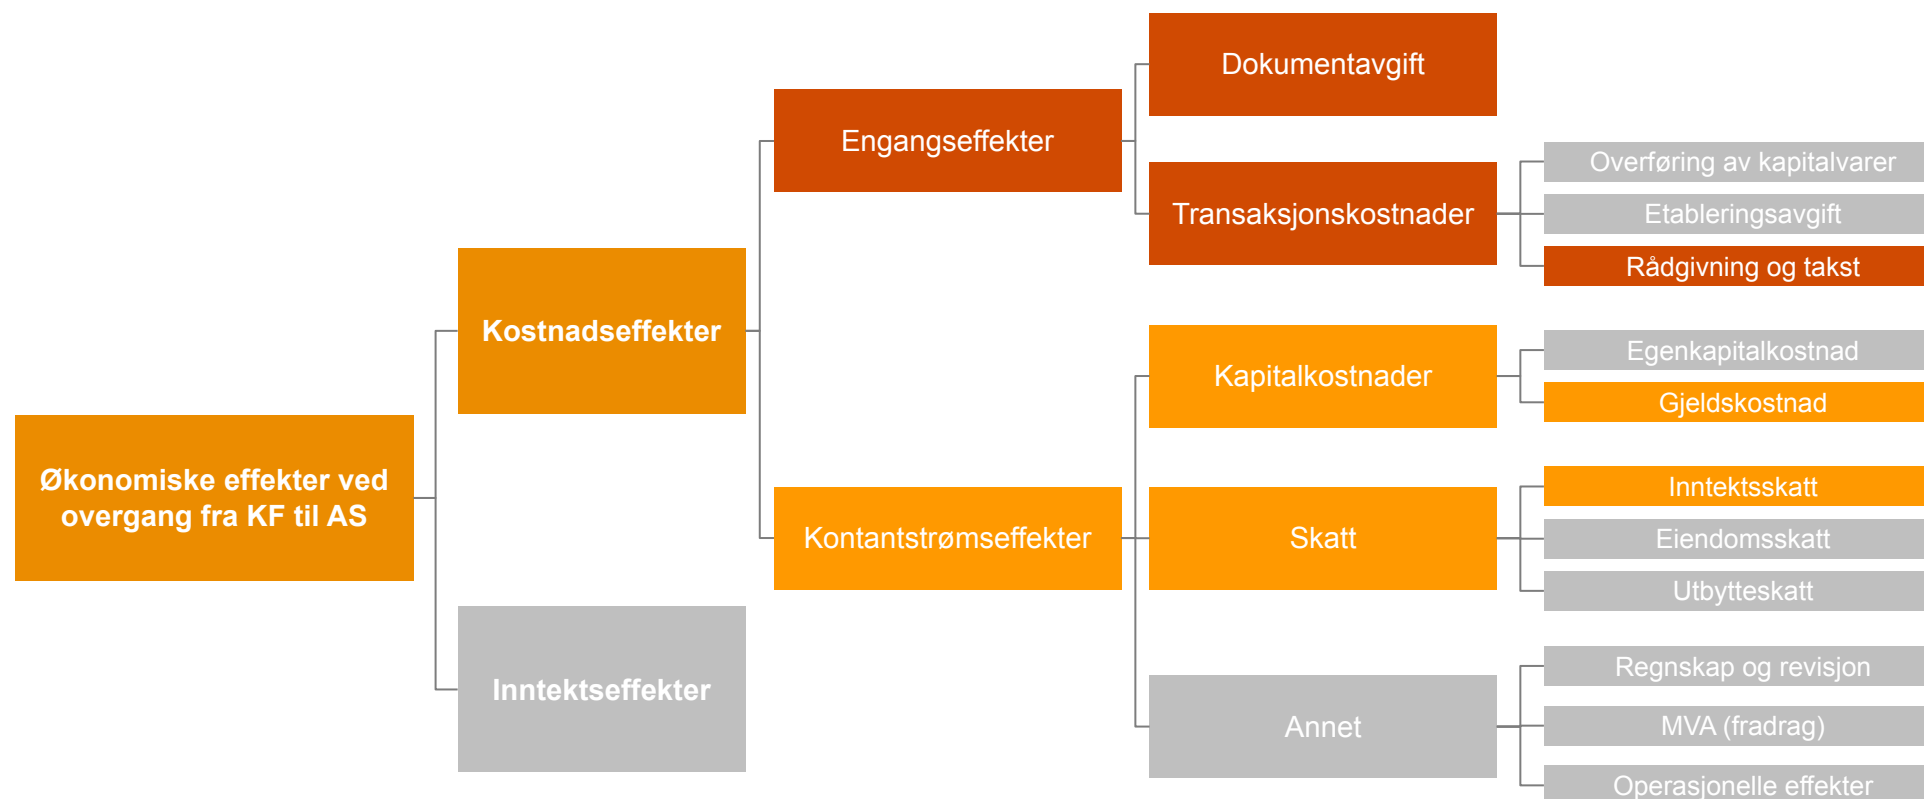 Dokumentavgift
Engangseffekter
Overføring av kapitalvarer
Transaksjonskostnader
Etableringsavgift
Rådgivning og takst
Kostnadseffekter
Kapitalkostnader
Egenkapitalkostnad
Gjeldskostnad
Økonomiske effekter ved
overgang fra KF til AS
Kontantstrømseffekter
Skatt
Inntektsskatt
Eiendomsskatt
Utbytteskatt
Inntektseffekter
Annet
Regnskap og revisjon
MVA (fradrag)
Operasjonelle effekter